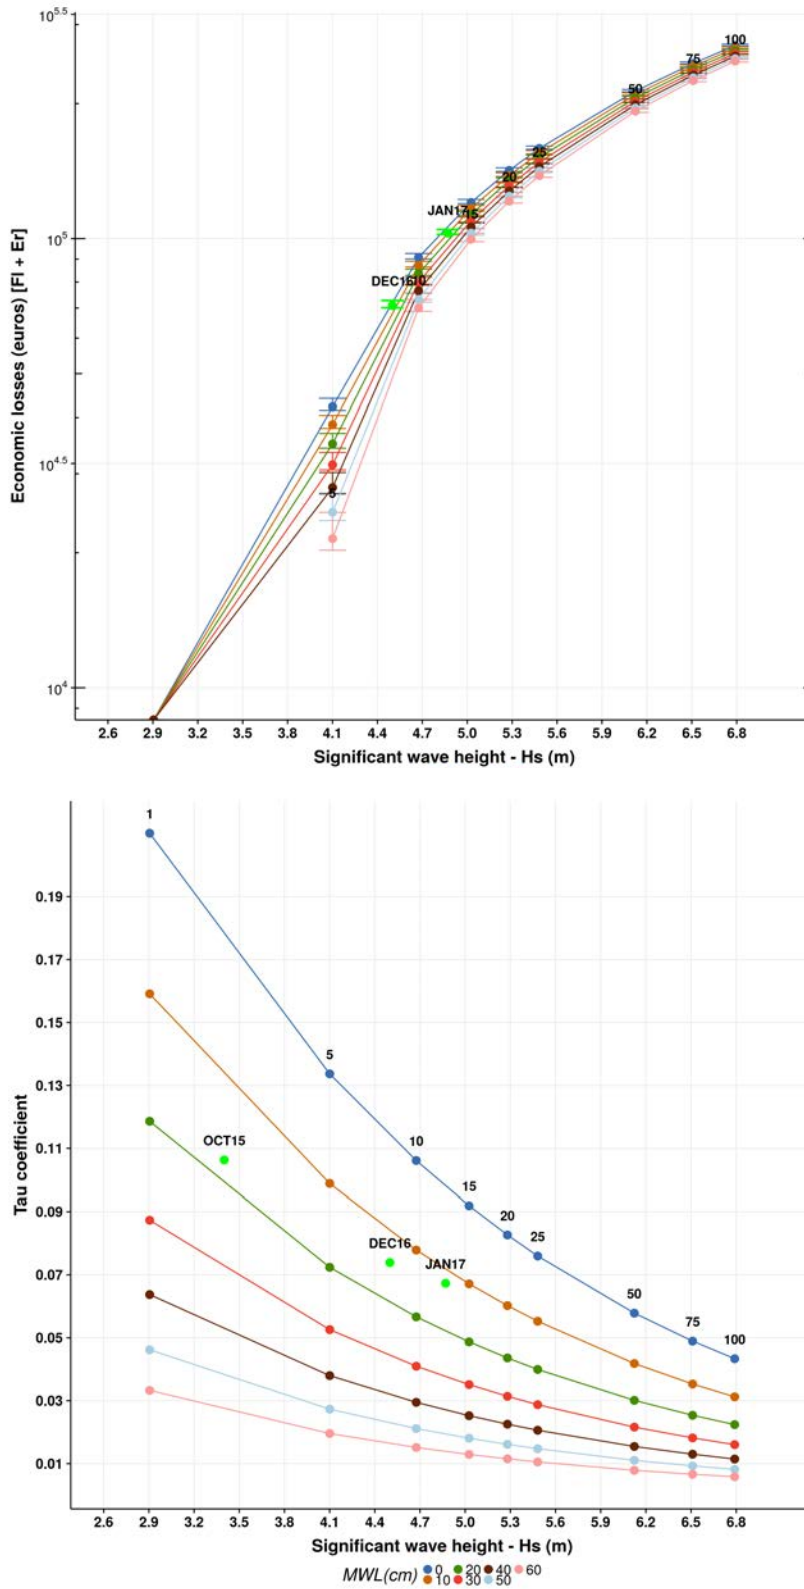 10^5.5
100
75
50
25
20
JAN17
15
10^5
DEC16
10
Economic losses (euros) [Fl + Er]
10^4.5
5
10^4
2.6 2.9 3.2 3.5 3.8 4.1 4.4 4.7 5.0 5.3 5.6 5.9 6.2 6.5 6.8
Significant wave height - Hs (m)
1
0.19
0.17
0.15
0.13
5
0.11
OCT15
10
Tau coefficient
15
0.09
20
25
DEC16
JAN17
0.07
50
75
100
0.05
0.03
0.01
2.6 2.9 3.2 3.5 3.8 4.1 4.4 4.7 5.0 5.3 5.6 5.9 6.2 6.5 6.8
Significant wave height - Hs (m)
MWL(cm) 0 20 40 60
10 30 50